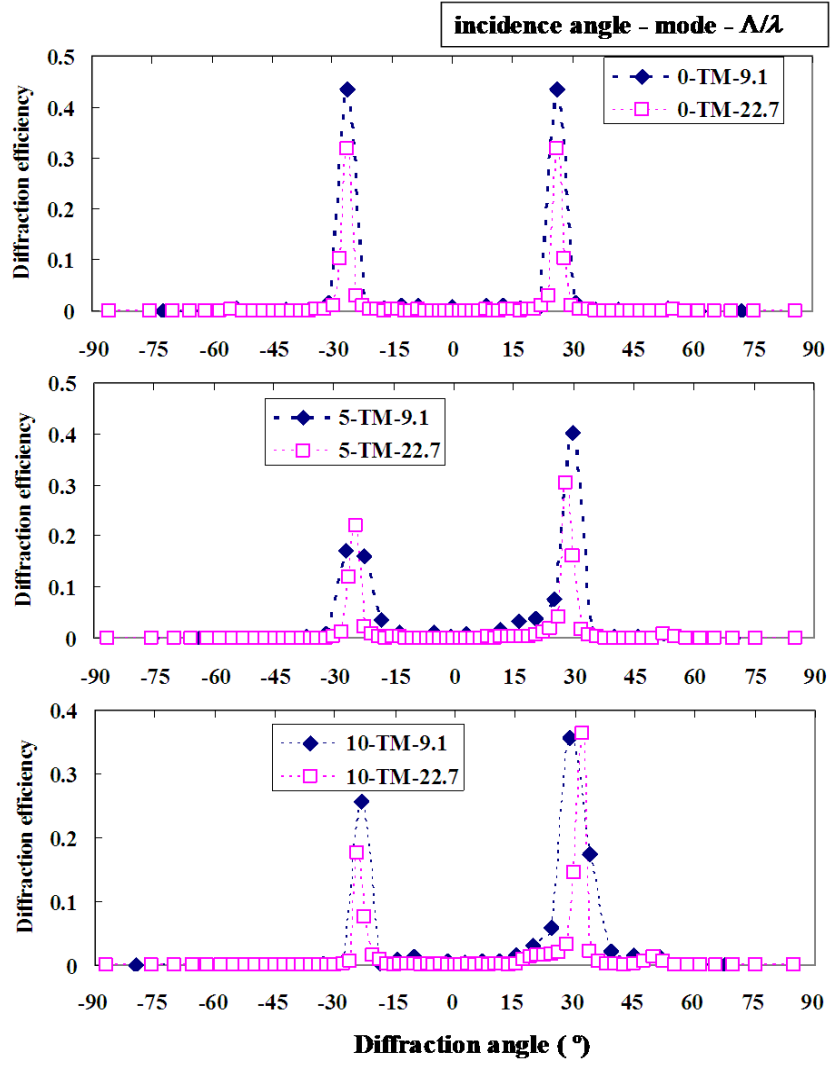 incidence angle - mode - Λ/λ
0.5
0.4
0.3
0.2
0.1
0
Diffraction efficiency
0-TM-9.1
0-TM-22.7
-90 -75 -60 -45 -30 -15 0 15 30 45 60 75 90
0.5
0.4
0.3
0.2
0.1
0
Diffraction efficiency
5-TM-9.1
5-TM-22.7
-90 -75 -60 -45 -30 -15 0 15 30 45 60 75 90
0.4
0.3
0.2
0.1
0
Diffraction efficiency
10-TM-9.1
10-TM-22.7
-90 -75 -60 -45 -30 -15 0 15 30 45 60 75 90
Diffraction angle ( º)